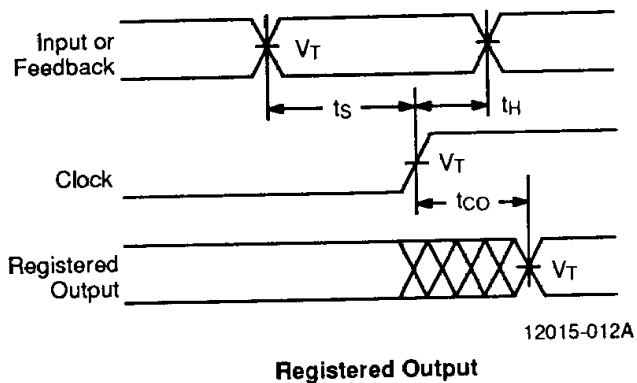 Input or
Feedback
VT
tS
tH
Clock
VT
tCO
Registered
Output
VT
12015-012A
Registered Output